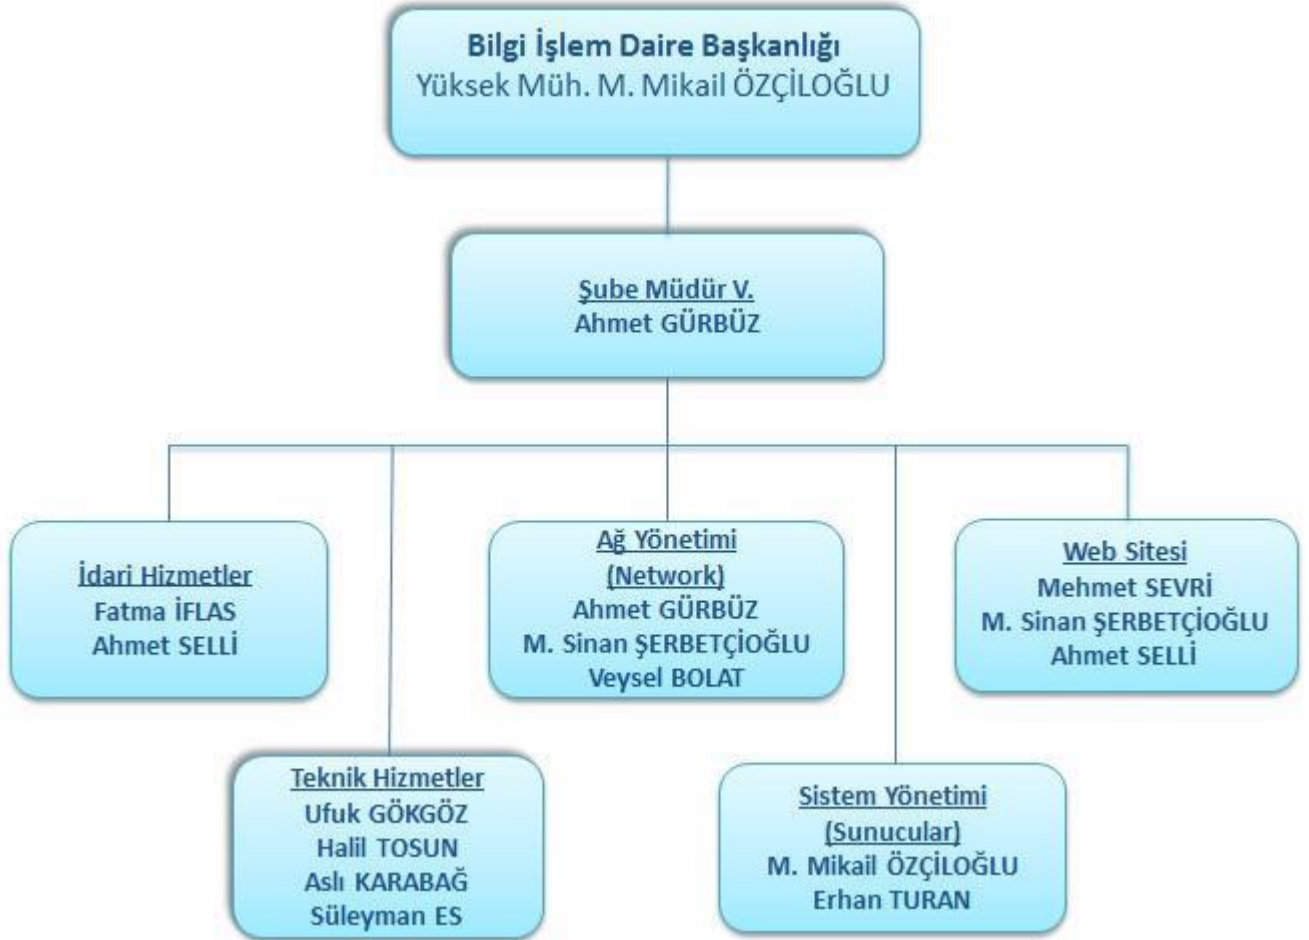 Bilgi İşlem Daire Başkanlığı
Yüksek Müh. M. Mikail ÖZÇİLOĞLU
Şube Müdür V.
Ahmet GÜRBÜZ
İdari Hizmetler
Fatma İFLAS
Ahmet SELLİ
Ağ Yönetimi
(Network)
Ahmet GÜRBÜZ
M. Sinan ŞERBETÇİOĞLU
Veysel BOLAT
Web Sitesi
Mehmet SEVRİ
M. Sinan ŞERBETÇİOĞLU
Ahmet SELLİ
Teknik Hizmetler
Ufuk GÖKGÖZ
Halil TOSUN
Aslı KARABAĞ
Süleyman ES
Sistem Yönetimi
(Sunucular)
M. Mikail ÖZÇİLOĞLU
Erhan TURAN